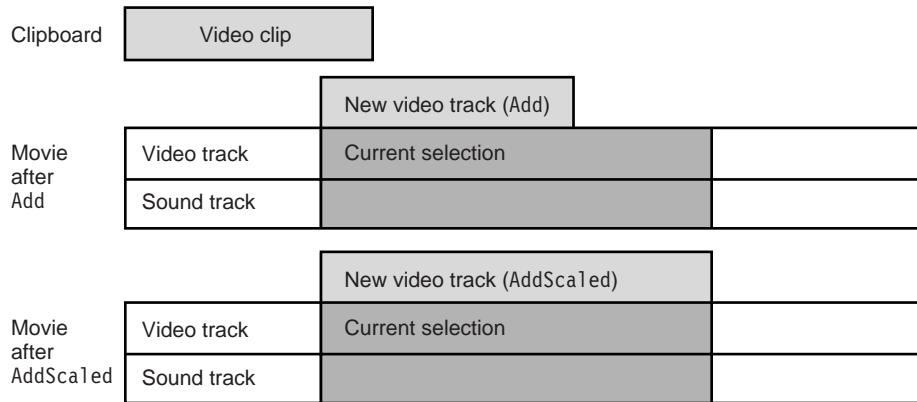 Clipboard
Video clip
New video track (Add)
Movie
after
Add
Video track
Current selection
Sound track
New video track (AddScaled)
Movie
after
AddScaled
Video track
Current selection
Sound track